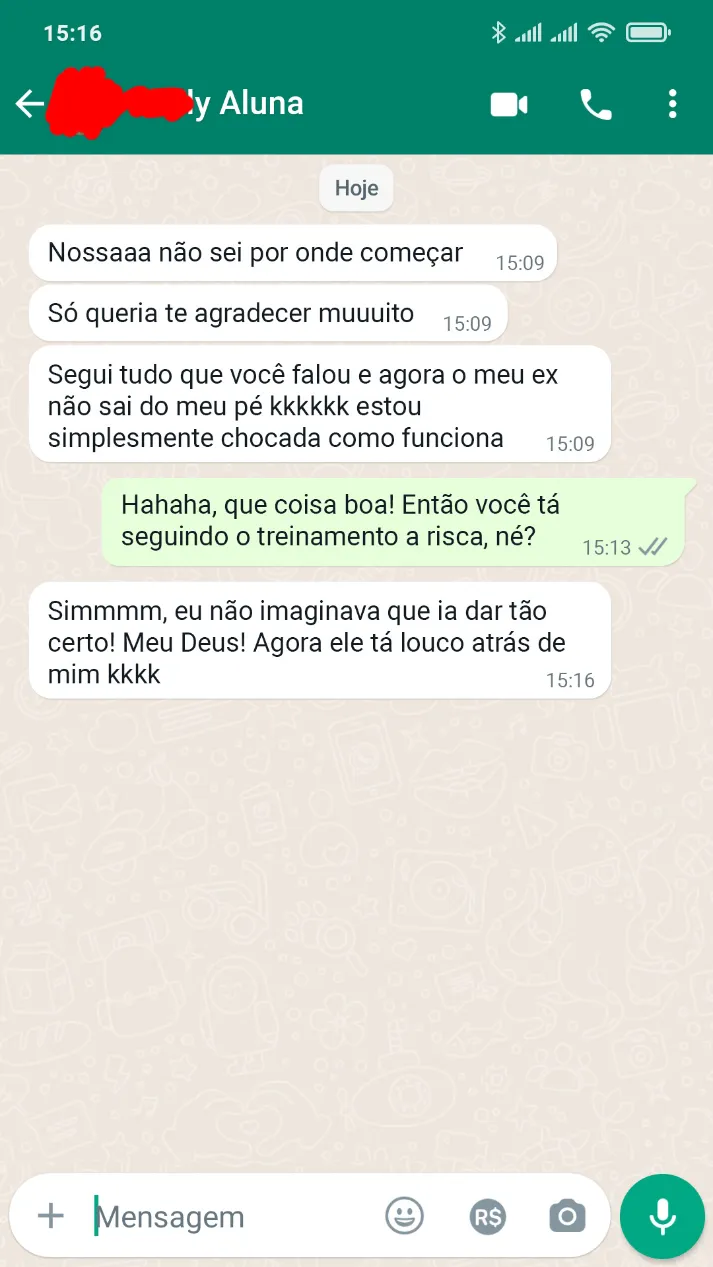 15:16
ly Aluna
Hoje
Nossaaa não sei por onde começar
15:09
Só queria te agradecer muuuito
15:09
Segui tudo que você falou e agora o meu ex
não sai do meu pé kkkkkk estou
simplesmente chocada como funciona
15:09
Hahaha, que coisa boa! Então você tá
seguindo o treinamento a risca, né?
15:13
Simmmm, eu não imaginava que ia dar tão
certo! Meu Deus! Agora ele tá louco atrás de
mim kkkk
15:16
Mensagem
R$